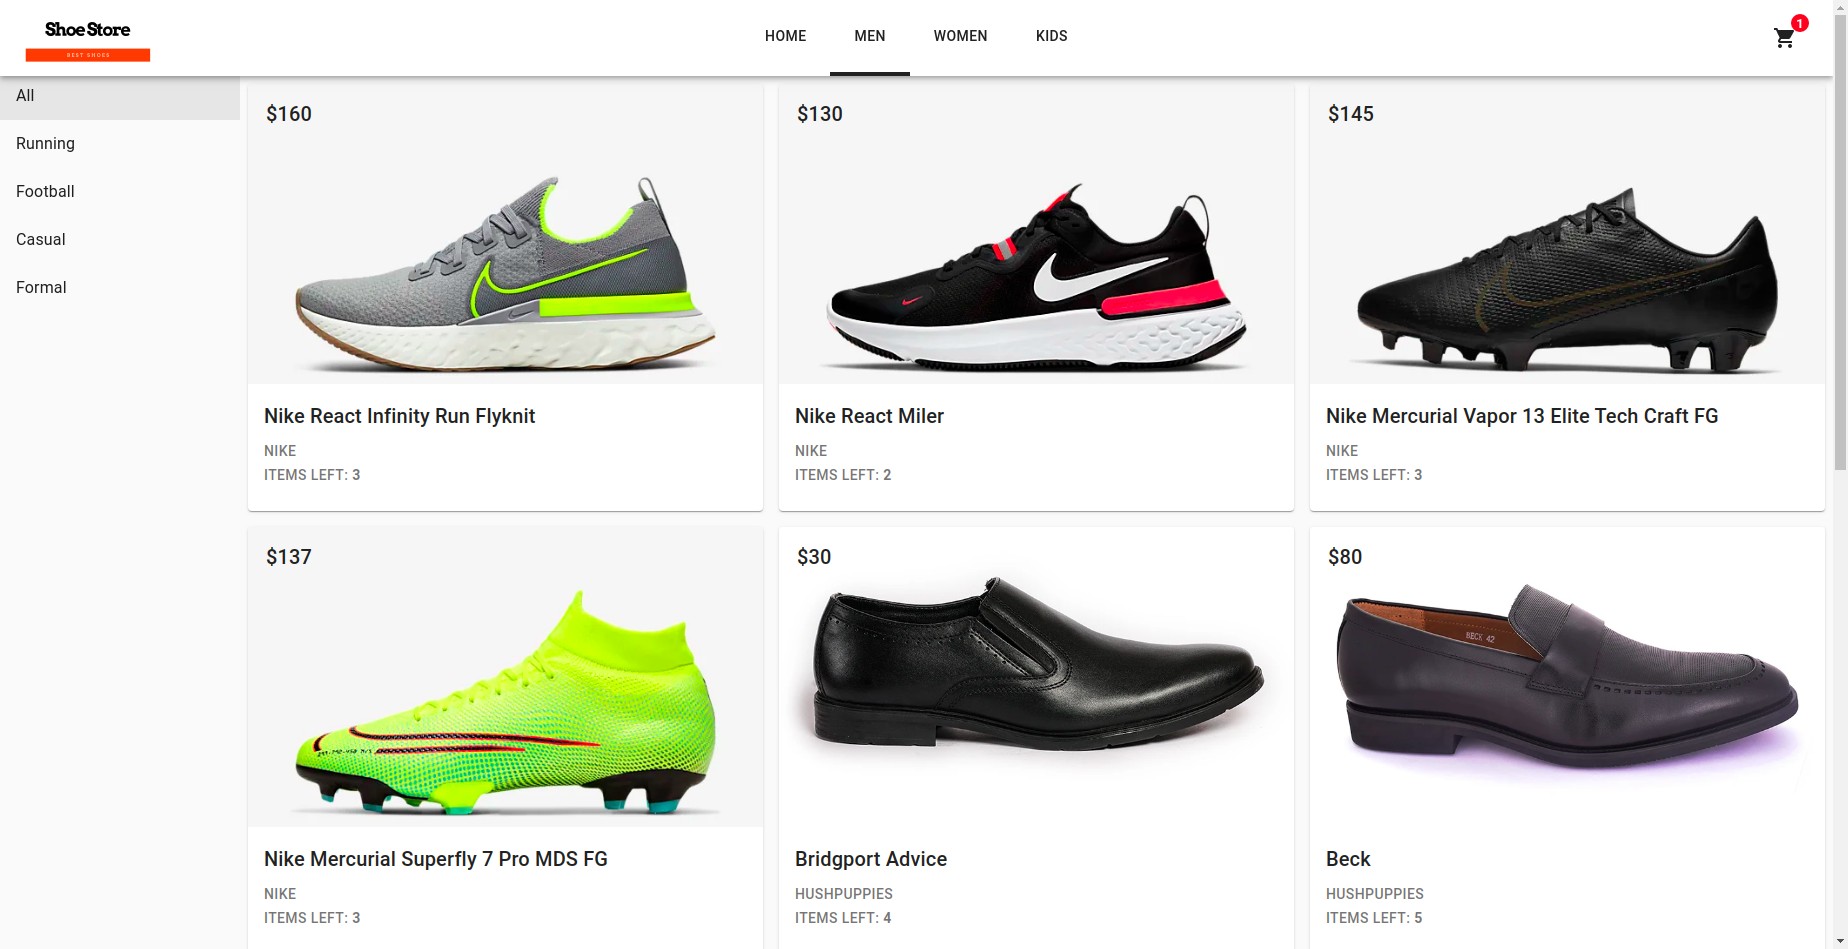 Shoe Store
BEST SHOES
HOME
MEN
WOMEN
KIDS
1
All
Running
Football
Casual
Formal
$160
Nike React Infinity Run Flyknit
NIKE
ITEMS LEFT: 3
$130
Nike React Miler
NIKE
ITEMS LEFT: 2
$145
Nike Mercurial Vapor 13 Elite Tech Craft FG
NIKE
ITEMS LEFT: 3
$137
Nike Mercurial Superfly 7 Pro MDS FG
NIKE
ITEMS LEFT: 3
$30
Bridgport Advice
HUSHPUPPIES
ITEMS LEFT: 4
$80
BECK 42
Beck
HUSHPUPPIES
ITEMS LEFT: 5